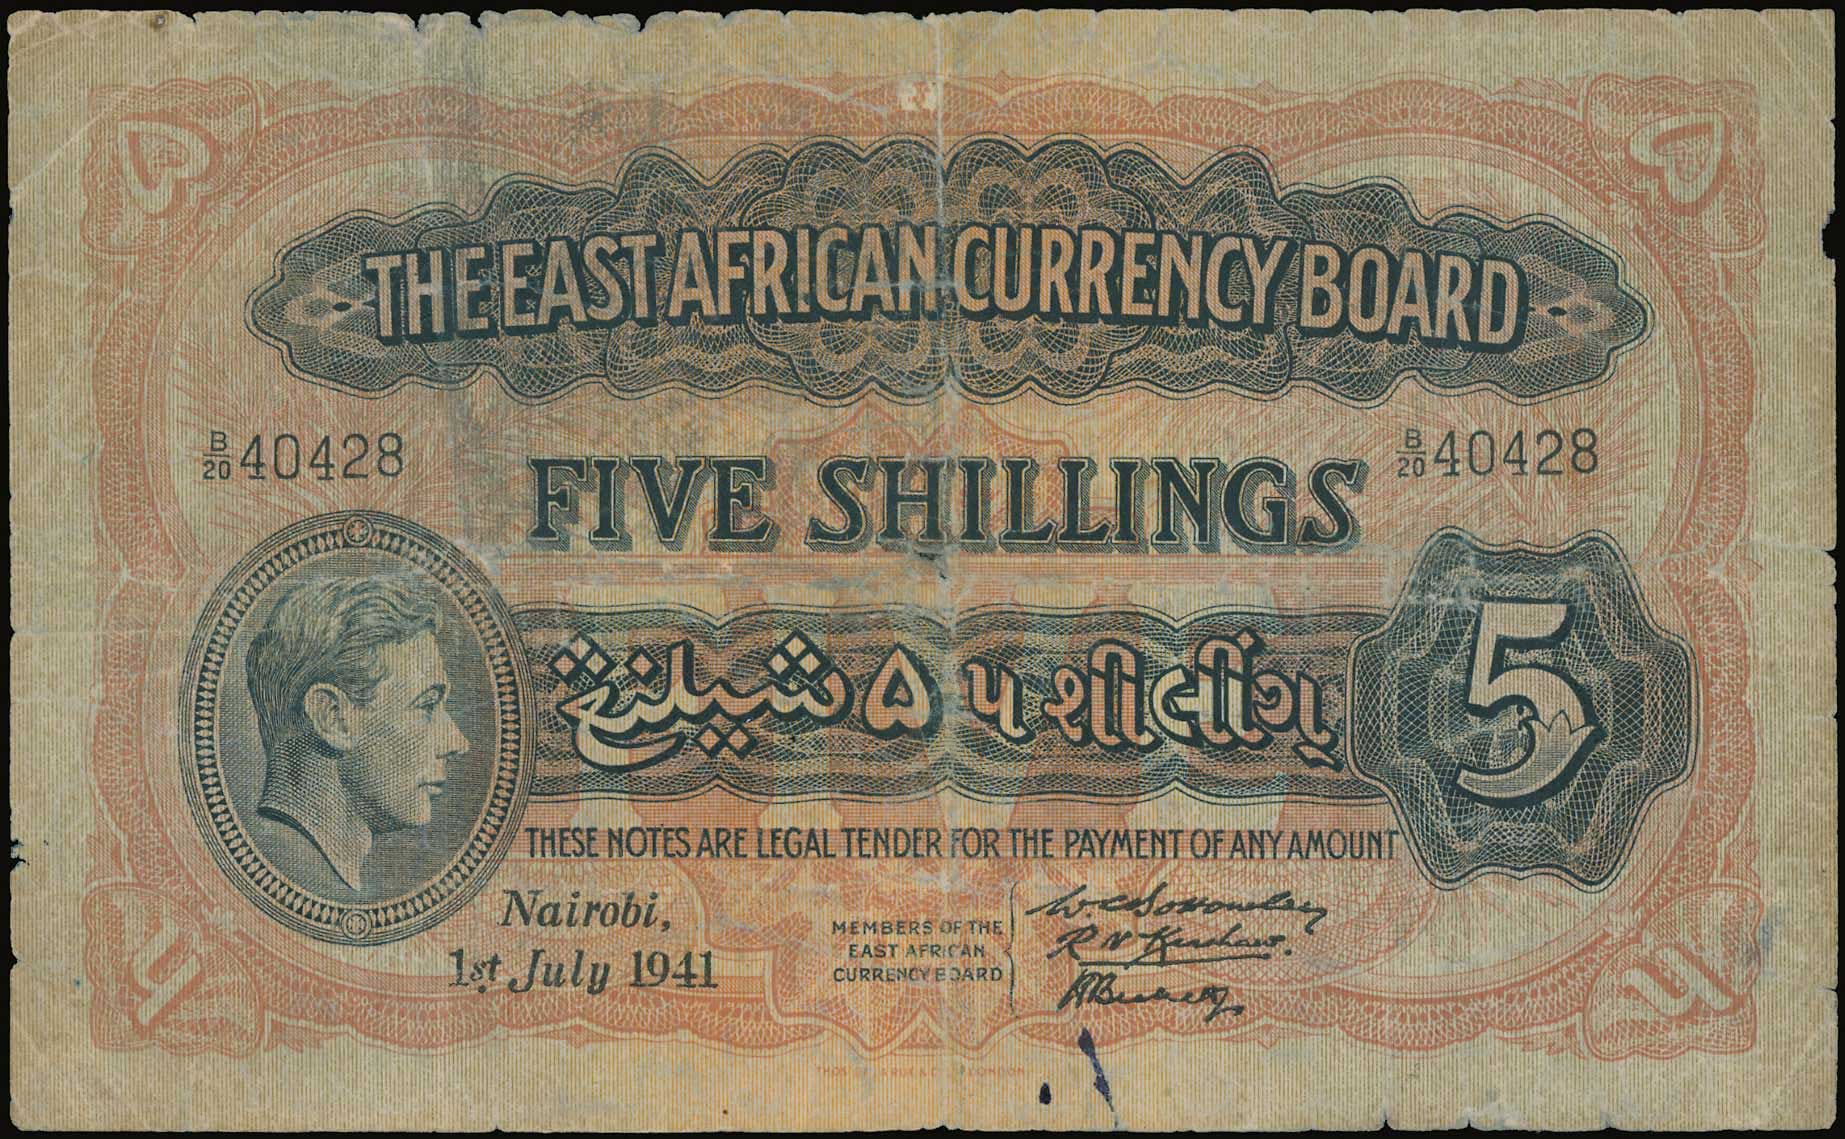 THE EAST AFRICAN CURRENCY BOARD
B/20 40428
B/20 40428
FIVE SHILLINGS
۵ شيلنغ
૫ શીલીંગ્
5
THESE NOTES ARE LEGAL TENDER FOR THE PAYMENT OF ANY AMOUNT
Nairobi,
1st July 1941
MEMBERS OF THE
EAST AFRICAN
CURRENCY BOARD